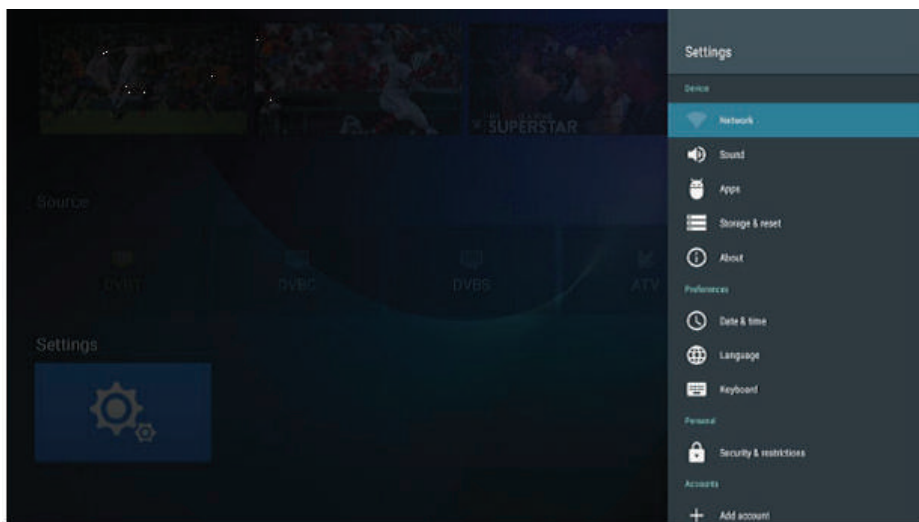 SUPERSTAR
Source
DVBT
DVBC
DVBS
ATV
Settings
Settings
Device
Network
Sound
Apps
Storage & reset
About
Preferences
Date & time
Language
Keyboard
Personal
Security & restrictions
Accounts
Add account